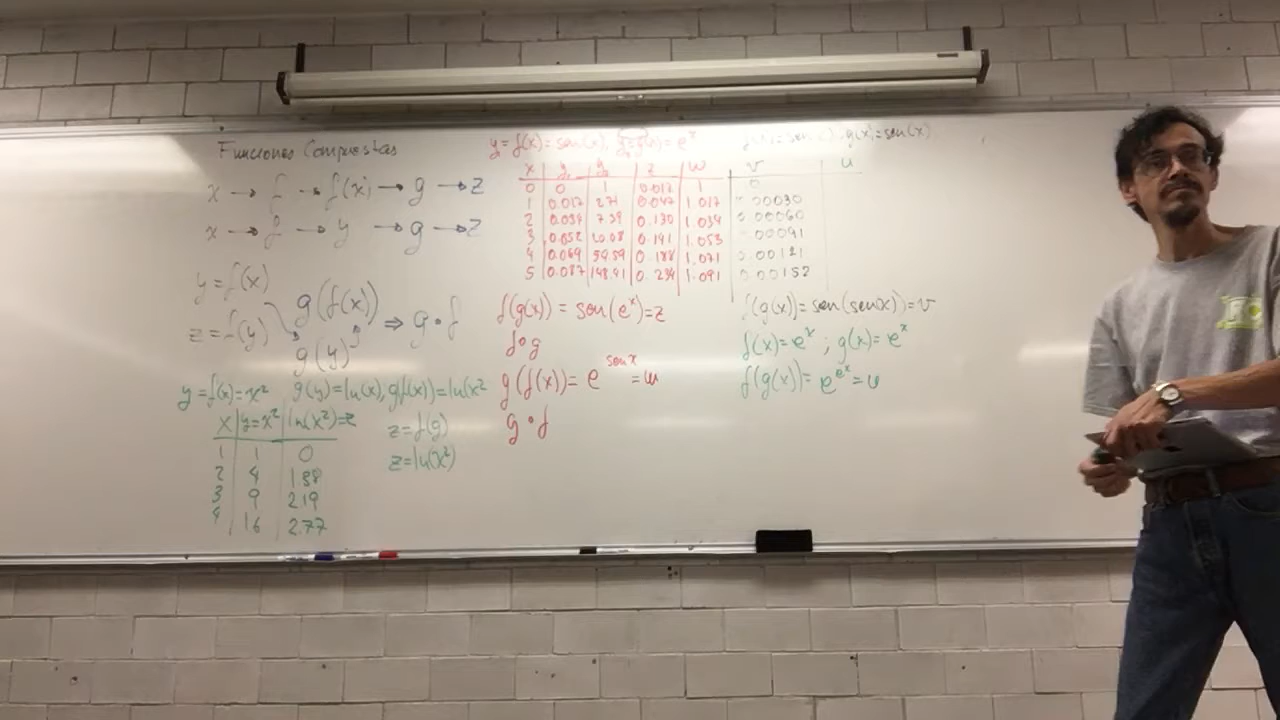 Funciones Compuestas
x → f → f(x) → g → z
x → f → y → g → z
y = f(x)
z = f(y)
g(f(x)) ⇒ g∘f
g(y)
y = f(x) = x² g(y) = ln(x), g(f(x)) = ln(x²
x y=x² ln(x²)=z
1 1 0
2 4 1.38
3 9 2.19
4 16 2.77
z = f(g)
z = ln(x²)
y = f(x) = sen(x), y = g(x) = e^x
x y y z w
0 0 1 0.017 1
1 0.017 2.71 0.047 1.017
2 0.034 7.39 0.130 1.034
3 0.052 20.08 0.191 1.053
4 0.069 54.59 0.188 1.071
5 0.087 148.41 0.234 1.091
f(g(x)) = sen(e^x) = z
f∘g
g(f(x)) = e^senx = w
g∘f
g(x) = sen(x)
v u
0
0.00030
0.00060
0.00091
0.00121
0.00152
f(g(x)) = sen(senx) = v
f(x) = e^x ; g(x) = e^x
f(g(x)) = e^e^x = u